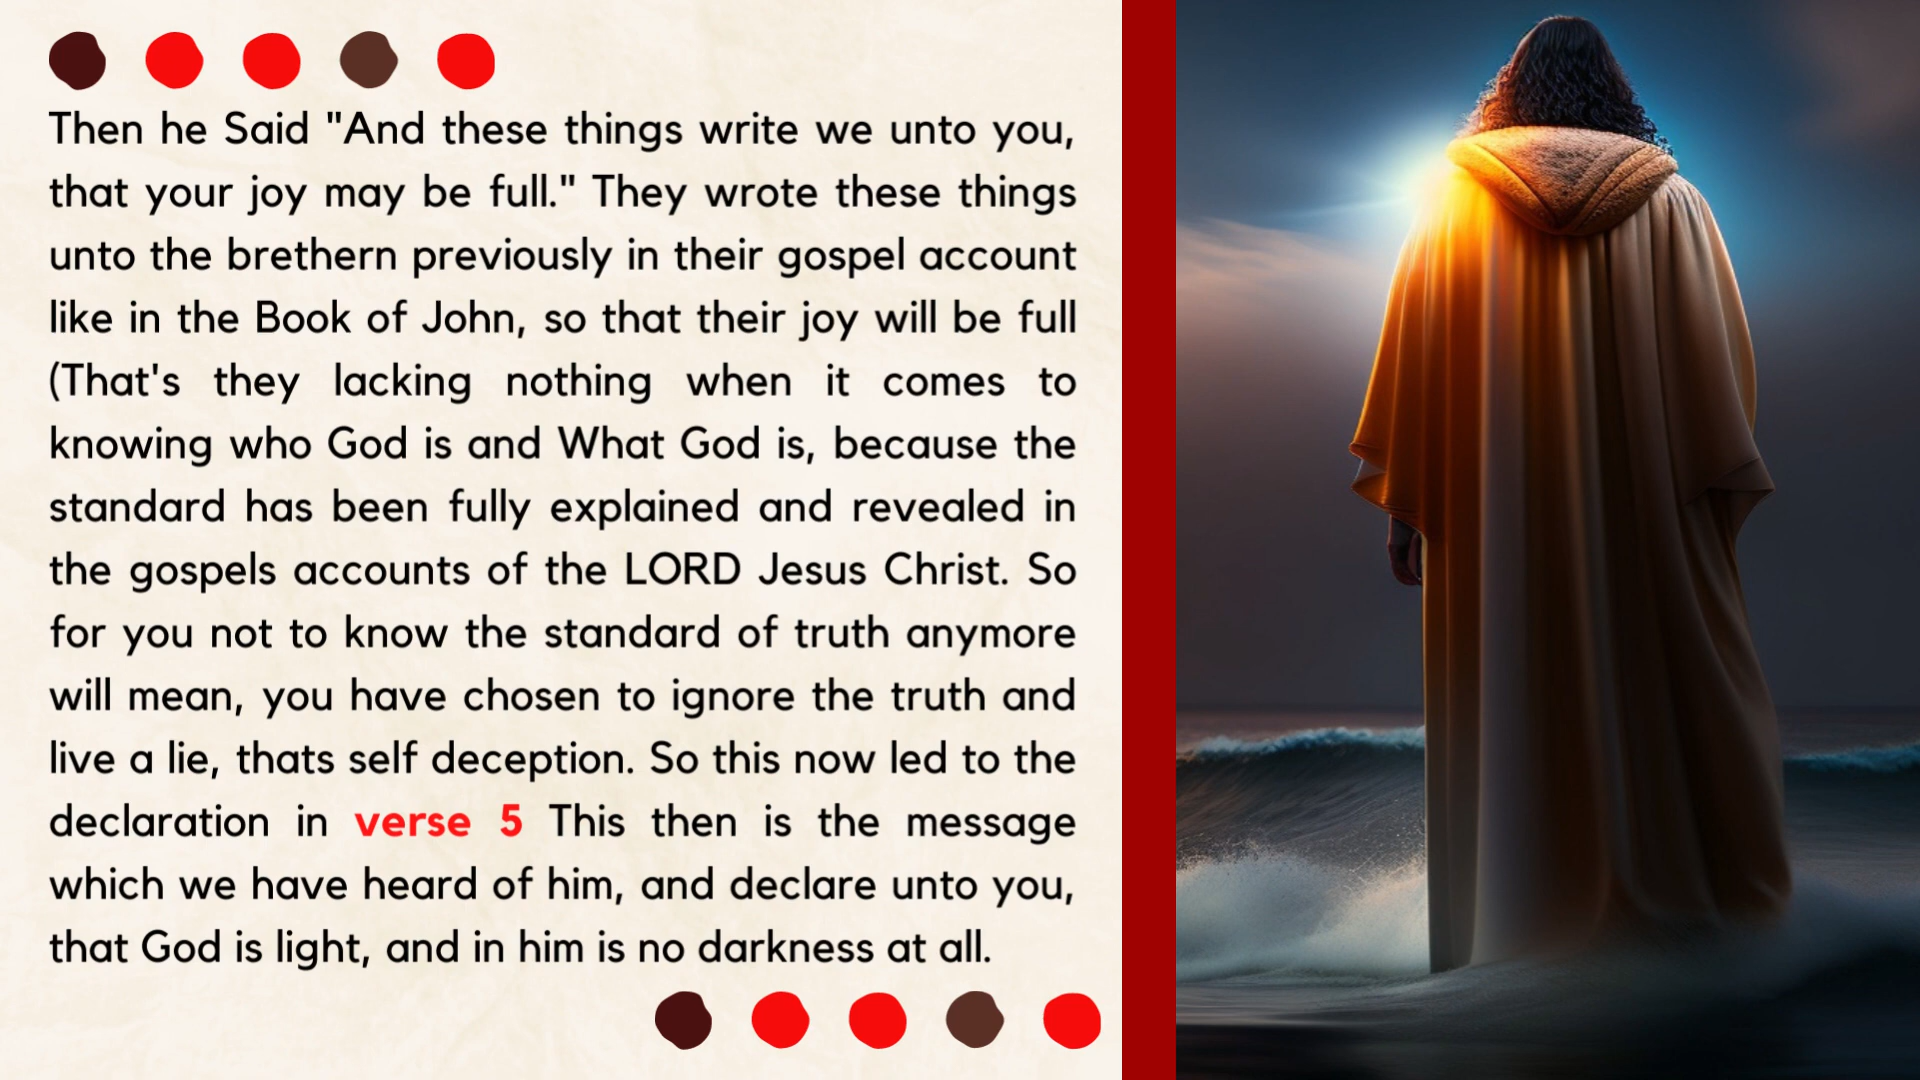 Then he Said "And these things write we unto you,
that your joy may be full." They wrote these things
unto the brethern previously in their gospel account
like in the Book of John, so that their joy will be full
(That's they lacking nothing when it comes to
knowing who God is and What God is, because the
standard has been fully explained and revealed in
the gospels accounts of the LORD Jesus Christ. So
for you not to know the standard of truth anymore
will mean, you have chosen to ignore the truth and
live a lie, thats self deception. So this now led to the
declaration in verse 5 This then is the message
which we have heard of him, and declare unto you,
that God is light, and in him is no darkness at all.